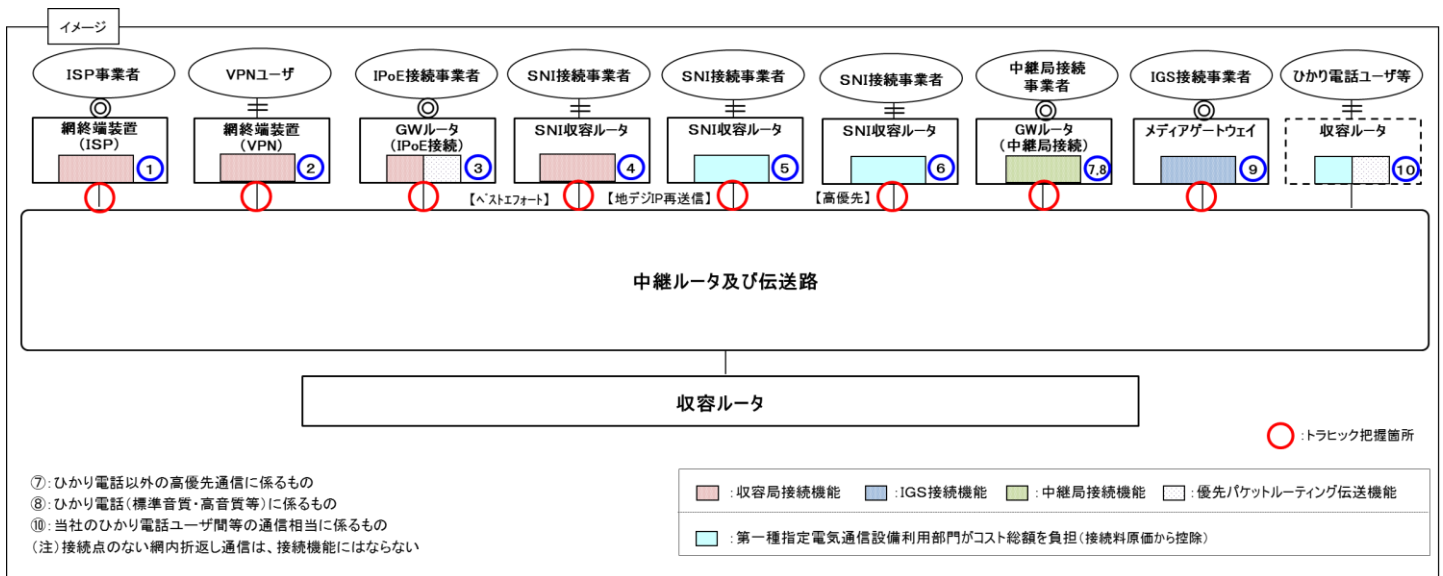 イメージ
ISP事業者
VPNユーザ
IPoE接続事業者
SNI接続事業者
SNI接続事業者
SNI接続事業者
中継局接続
事業者
IGS接続事業者
ひかり電話ユーザ等
網終端装置
(ISP)
①
網終端装置
(VPN)
②
GWルータ
(IPoE接続)
③
SNI収容ルータ
④
SNI収容ルータ
⑤
SNI収容ルータ
⑥
GWルータ
(中継局接続)
7,8
メディアゲートウェイ
⑨
収容ルータ
⑩
【ベストエフォート】
【地デジIP再送信】
【高優先】
中継ルータ及び伝送路
収容ルータ
:トラヒック把握箇所
⑦:ひかり電話以外の高優先通信に係るもの
⑧:ひかり電話(標準音質・高音質等)に係るもの
⑩:当社のひかり電話ユーザ間等の通信相当に係るもの
(注)接続点のない網内折返し通信は、接続機能にはならない
:収容局接続機能 :IGS接続機能 :中継局接続機能 :優先パケットルーティング伝送機能
:第一種指定電気通信設備利用部門がコスト総額を負担(接続料原価から控除)